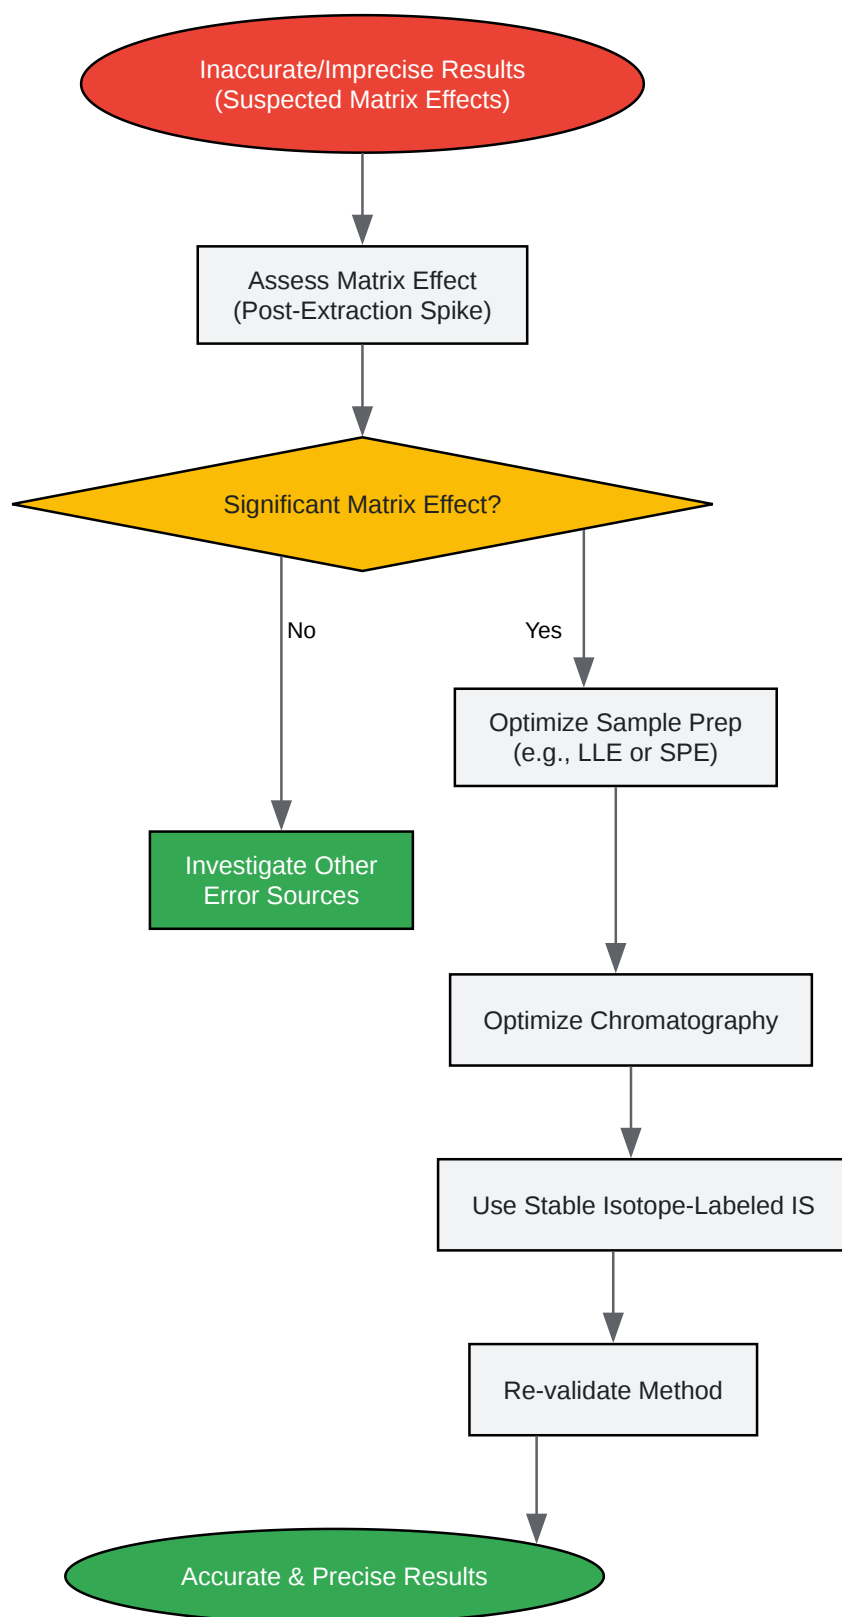 Inaccurate/Imprecise Results
(Suspected Matrix Effects)
Assess Matrix Effect
(Post-Extraction Spike)
Significant Matrix Effect?
No
Yes
Optimize Sample Prep
(e.g., LLE or SPE)
Investigate Other
Error Sources
Optimize Chromatography
Use Stable Isotope-Labeled IS
Re-validate Method
Accurate & Precise Results